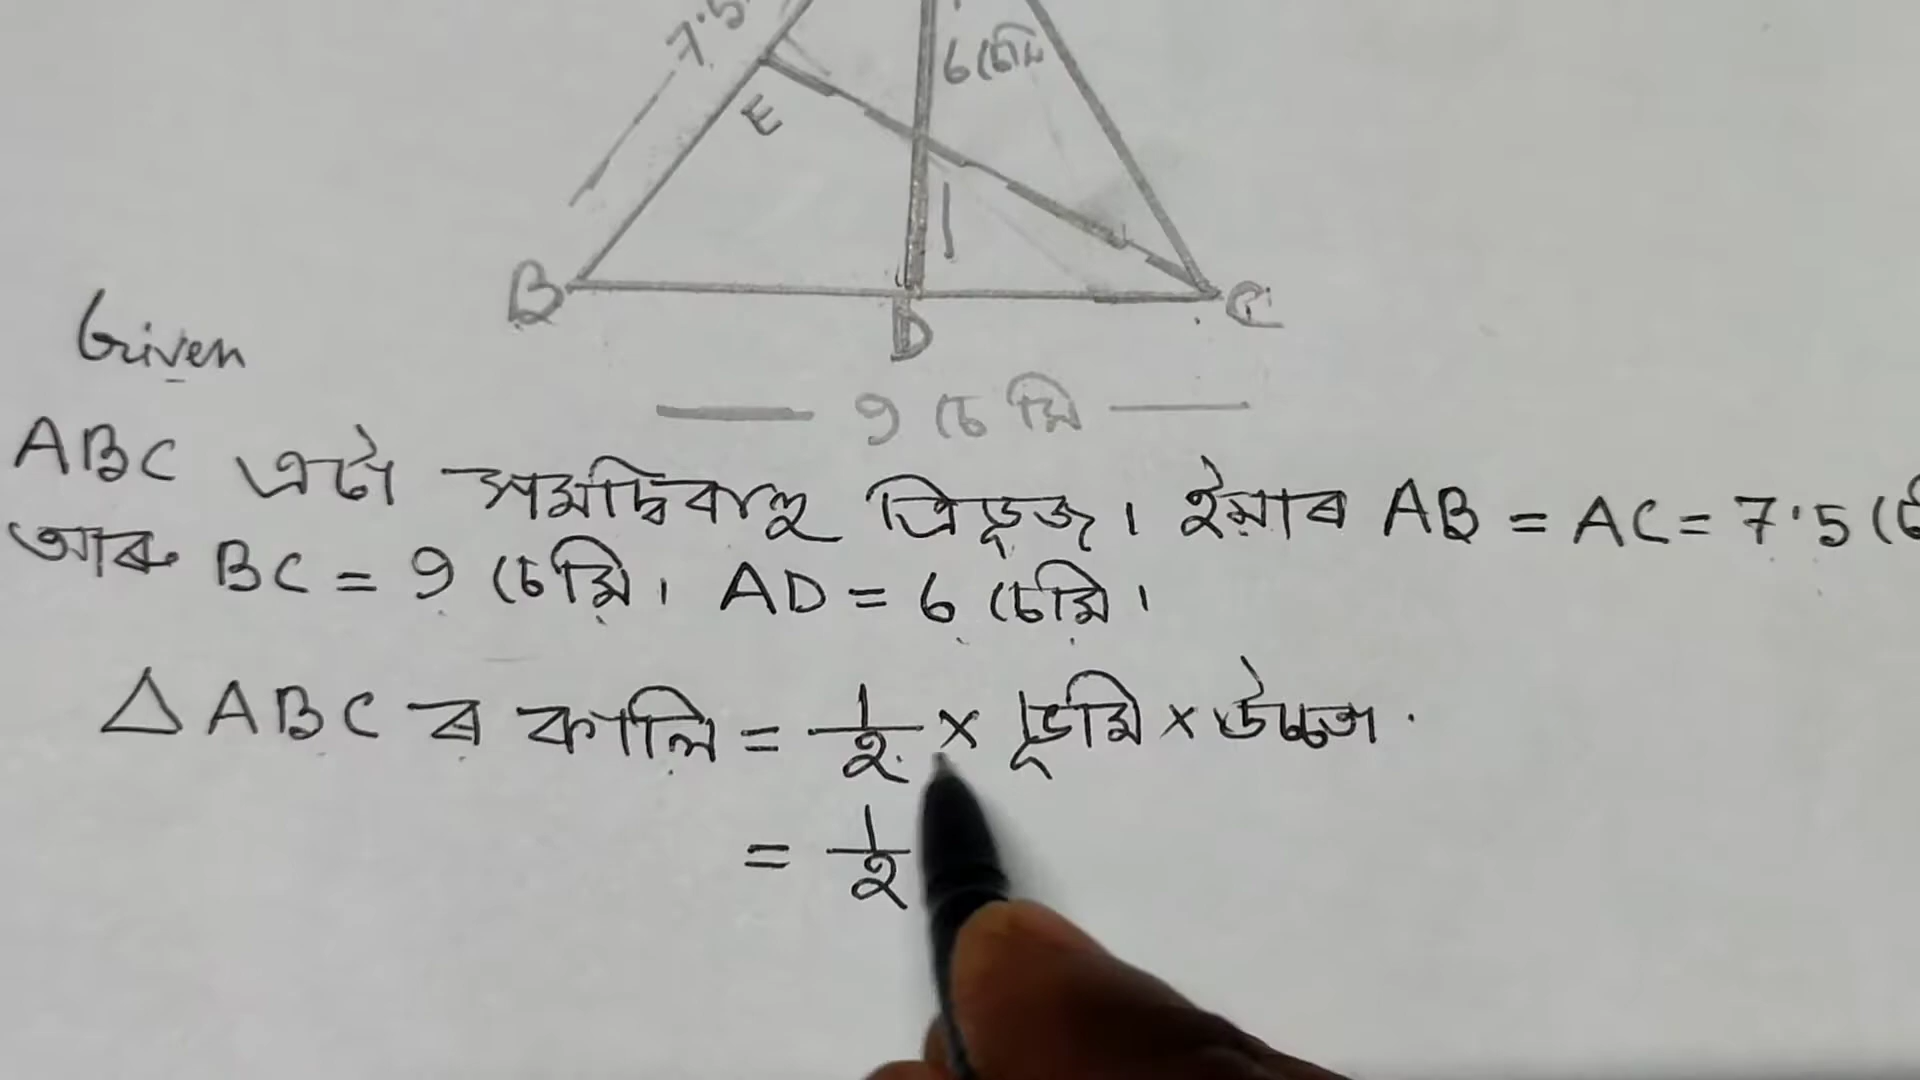 7.5
6 চেমি
E
B
D
C
Given
9 চেমি
ABC এটা সমদ্বিবাহু ত্ৰিভূজ। ইয়াৰ AB = AC = 7.5
আৰু BC = 9 চেমি। AD = 6 চেমি।
△ ABC ৰ কালি = 1/2 × ভূমি × উচ্চতা
= 1/2